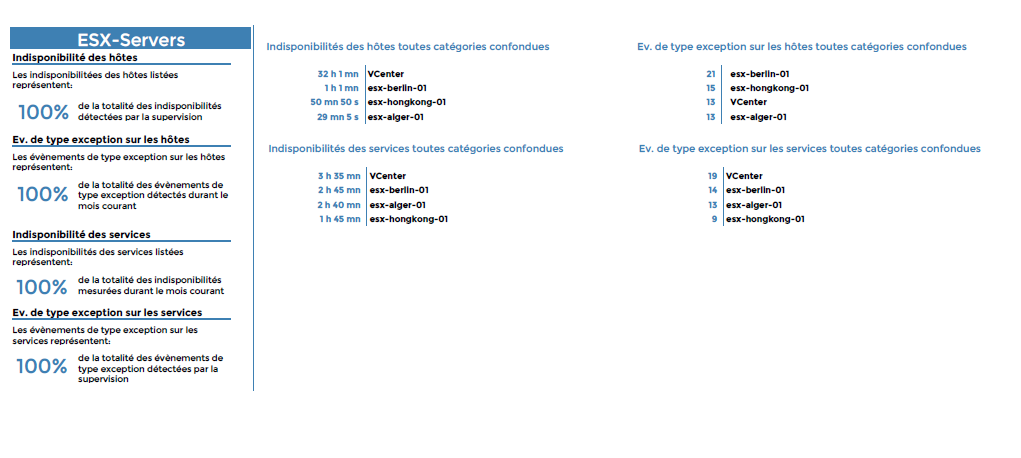 ESX-Servers
Indisponibilité des hôtes
Les indisponibilitées des hôtes listées
représentent:
100%
de la totalité des indisponibilités
détectées par la supervision
Ev. de type exception sur les hôtes
Les évènements de type exception sur les hôtes
représentent:
100%
de la totalité des évènements de
type exception détectés durant le
mois courant
Indisponibilité des services
Les indisponibilités des services listées
représentent:
100%
de la totalité des indisponibilités
mesurées durant le mois courant
Ev. de type exception sur les services
Les évènements de type exception sur les
services représentent:
100%
de la totalité des évènements de
type exception détectées par la
supervision
Indisponibilités des hôtes toutes catégories confondues
32 h 1 mn VCenter
1 h 1 mn esx-berlin-01
50 mn 50 s esx-hongkong-01
29 mn 5 s esx-alger-01
Ev. de type exception sur les hôtes toutes catégories confondues
21 esx-berlin-01
15 esx-hongkong-01
13 VCenter
13 esx-alger-01
Indisponibilités des services toutes catégories confondues
3 h 35 mn VCenter
2 h 45 mn esx-berlin-01
2 h 40 mn esx-alger-01
1 h 45 mn esx-hongkong-01
Ev. de type exception sur les services toutes catégories confondues
19 VCenter
14 esx-berlin-01
13 esx-alger-01
9 esx-hongkong-01